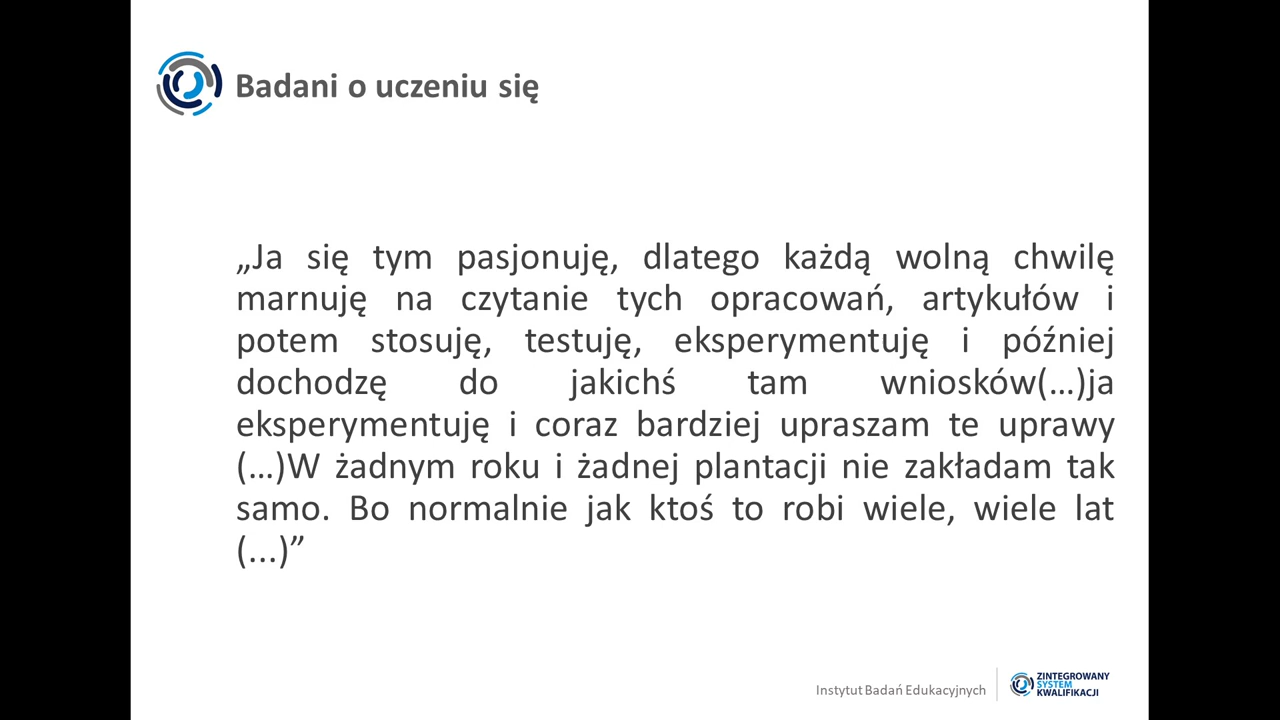 Badani o uczeniu się
„Ja się tym pasjonuję, dlatego każdą wolną chwilę
marnuję na czytanie tych opracowań, artykułów i
potem stosuję, testuję, eksperymentuję i później
dochodzę do jakichś tam wniosków(...)ja
eksperymentuję i coraz bardziej upraszam te uprawy
(...)W żadnym roku i żadnej plantacji nie zakładam tak
samo. Bo normalnie jak ktoś to robi wiele, wiele lat
(...)”
Instytut Badań Edukacyjnych
ZINTEGROWANY
SYSTEM
KWALIFIKACJI